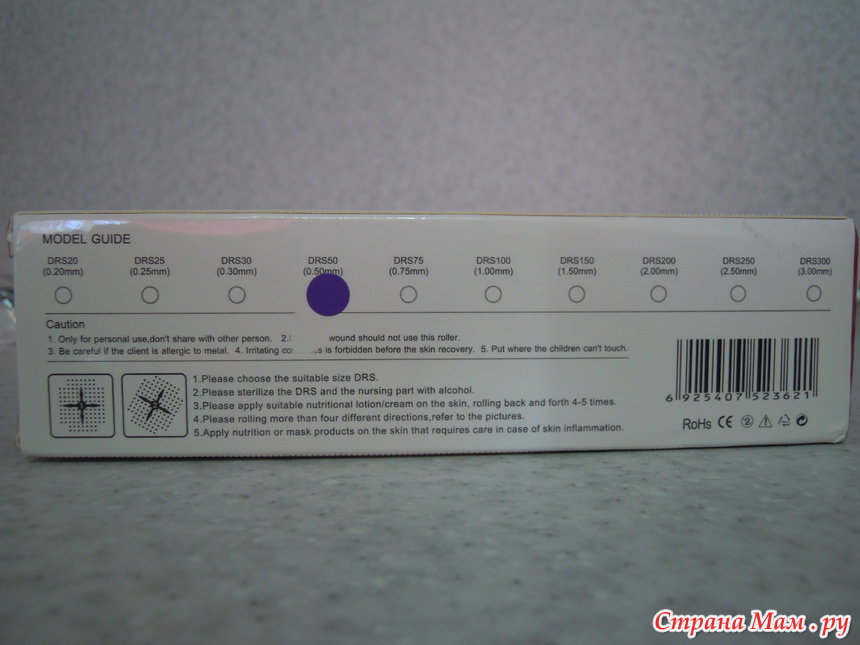 MODEL GUIDE
DRS20 DRS25 DRS30 DRS50 DRS75 DRS100 DRS150 DRS200 DRS250 DRS300
(0.20mm) (0.25mm) (0.30mm) (0.50mm) (0.75mm) (1.00mm) (1.50mm) (2.00mm) (2.50mm) (3.00mm)
Caution
1. Only for personal use,don't share with other person. 2. wound should not use this roller.
3. Be careful if the client is allergic to metal. 4. Irritating is forbidden before the skin recovery. 5. Put where the children can't touch.
1.Please choose the suitable size DRS.
2.Please sterilize the DRS and the nursing part with alcohol.
3.Please apply suitable nutritional lotion/cream on the skin, rolling back and forth 4-5 times.
4.Please rolling more than four different directions,refer to the pictures.
5.Apply nutrition or mask products on the skin that requires care in case of skin inflammation.
6 925407 523621
RoHs CE
Страна Мам.ру